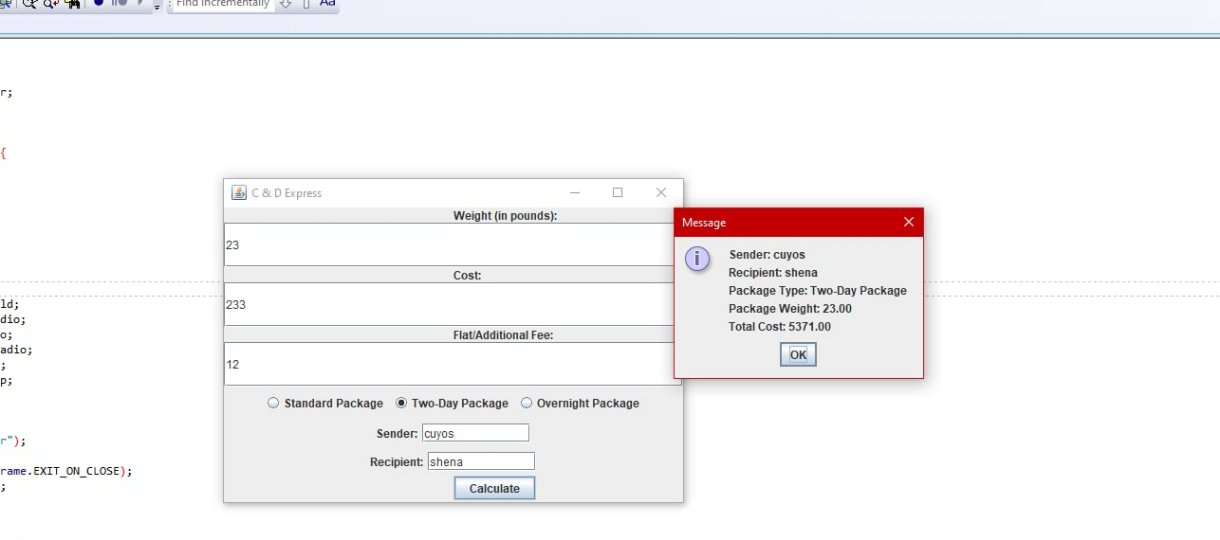 Find Incrementally
Aa
r;
{
ld;
dio;
o;
adio;
;
p;
r");
rame.EXIT_ON_CLOSE);
;
C & D Express
Weight (in pounds):
23
Cost:
233
Flat/Additional Fee:
12
Standard Package Two-Day Package Overnight Package
Sender: cuyos
Recipient: shena
Calculate
Message
Sender: cuyos
Recipient: shena
Package Type: Two-Day Package
Package Weight: 23.00
Total Cost: 5371.00
OK